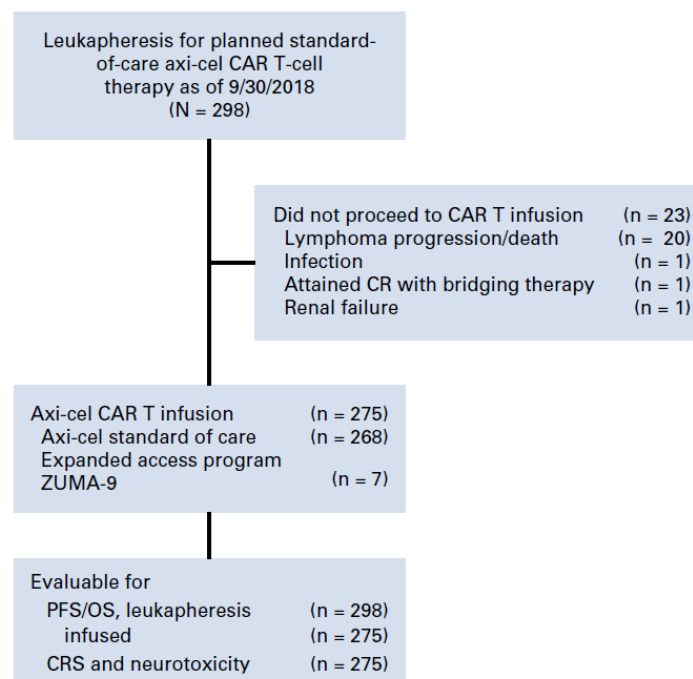 Leukapheresis for planned standard-
of-care axi-cel CAR T-cell
therapy as of 9/30/2018
(N = 298)
Did not proceed to CAR T infusion (n = 23)
Lymphoma progression/death (n = 20)
Infection (n = 1)
Attained CR with bridging therapy (n = 1)
Renal failure (n = 1)
Axi-cel CAR T infusion (n = 275)
Axi-cel standard of care (n = 268)
Expanded access program
ZUMA-9 (n = 7)
Evaluable for
PFS/OS, leukapheresis (n = 298)
infused (n = 275)
CRS and neurotoxicity (n = 275)